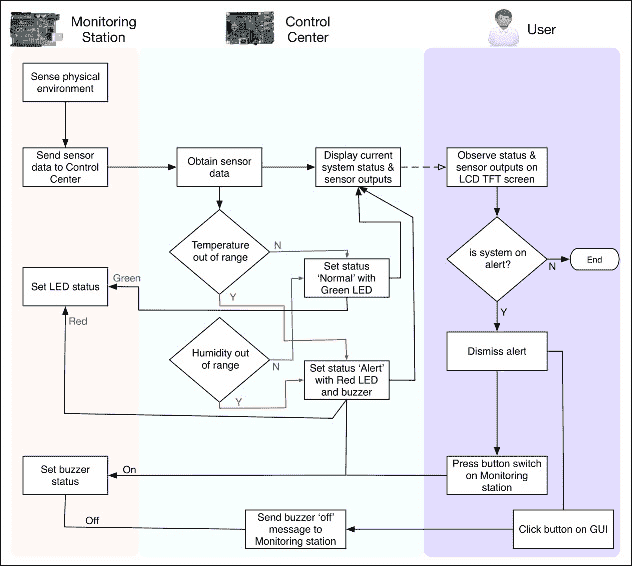 Monitoring
Station
Control
Center
User
Sense physical
environment
Send sensor
data to Control
Center
Obtain sensor
data
Display current
system status &
sensor outputs
Observe status &
sensor outputs on
LCD TFT screen
Temperature
out of range
N
Y
is system on
alert?
N
End
Y
Set LED status
Green
Red
Set status
‘Normal’ with
Green LED
Humidity out
of range
N
Y
Set status ‘Alert’
with Red LED
and buzzer
Dismiss alert
Set buzzer
status
On
Off
Press button switch
on Monitoring
station
Send buzzer ‘off’
message to
Monitoring station
Click button on GUI